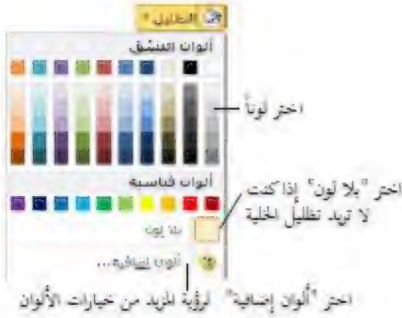 التظليل
ألوان النسُق
اختر لوناً
ألوان قياسية
اختر "بلا لون" إذا كنت
لا تريد تظليل الخلية
بلا لون
ألوان إضافية...
اختر "ألوان إضافية" لرؤية المزيد من خيارات الألوان